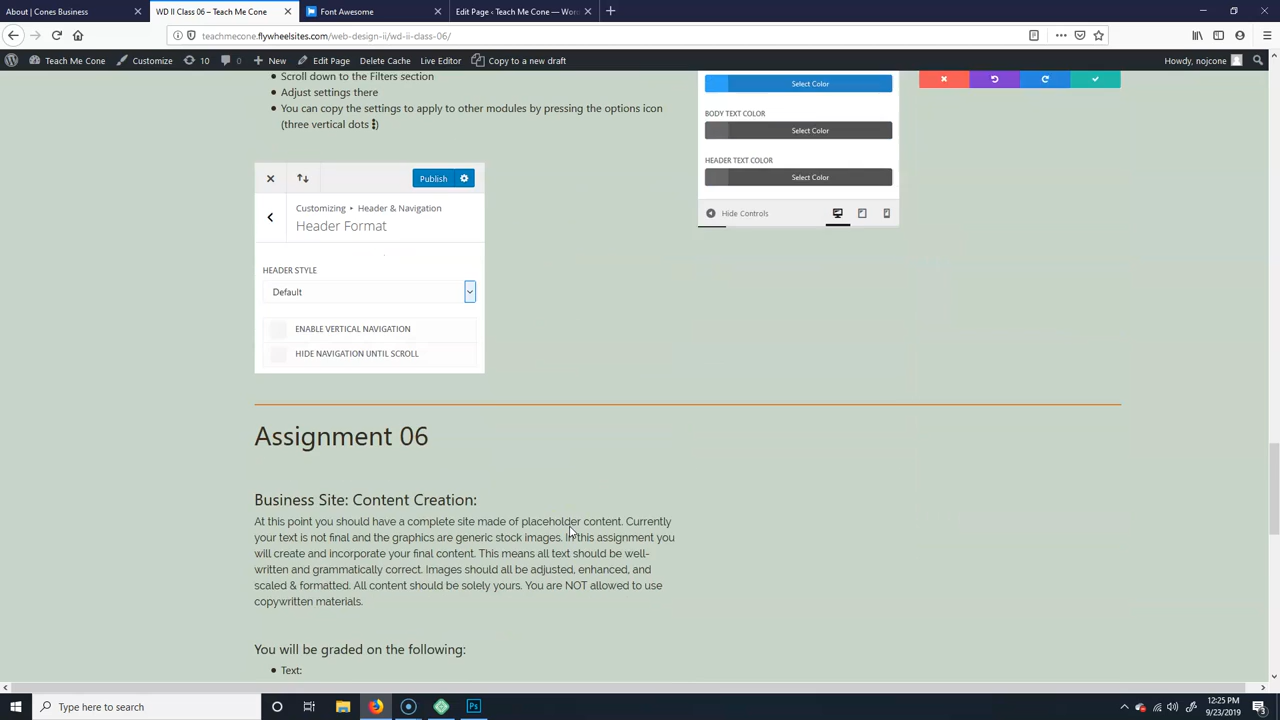 About | Cones Business
WD II Class 06 – Teach Me Cone
Font Awesome
Edit Page ‹ Teach Me Cone — Wor
teachmecone.flywheelsites.com/web-design-ii/wd-ii-class-06/
Teach Me Cone
Customize
10
0
New
Edit Page
Cache
Live Editor
Copy to a new draft
Howdy, nojcone
Scroll down to the Filters section
Adjust settings there
You can copy the settings to apply to other modules by pressing the options icon
(three vertical dots )
Publish
Customizing ▸ Header & Navigation
Header Format
HEADER STYLE
Default
ENABLE VERTICAL NAVIGATION
HIDE NAVIGATION UNTIL SCROLL
Select Color
BODY TEXT COLOR
Select Color
HEADER TEXT COLOR
Select Color
Hide Controls
Assignment 06
Business Site: Content Creation:
At this point you should have a complete site made of placeholder content. Currently
your text is not final and the graphics are generic stock images. In this assignment you
will create and incorporate your final content. This means all text should be well-
written and grammatically correct. Images should all be adjusted, enhanced, and
scaled & formatted. All content should be solely yours. You are NOT allowed to use
copywritten materials.
You will be graded on the following:
Text:
Type here to search
Ps
12:25 PM
9/23/2019
3